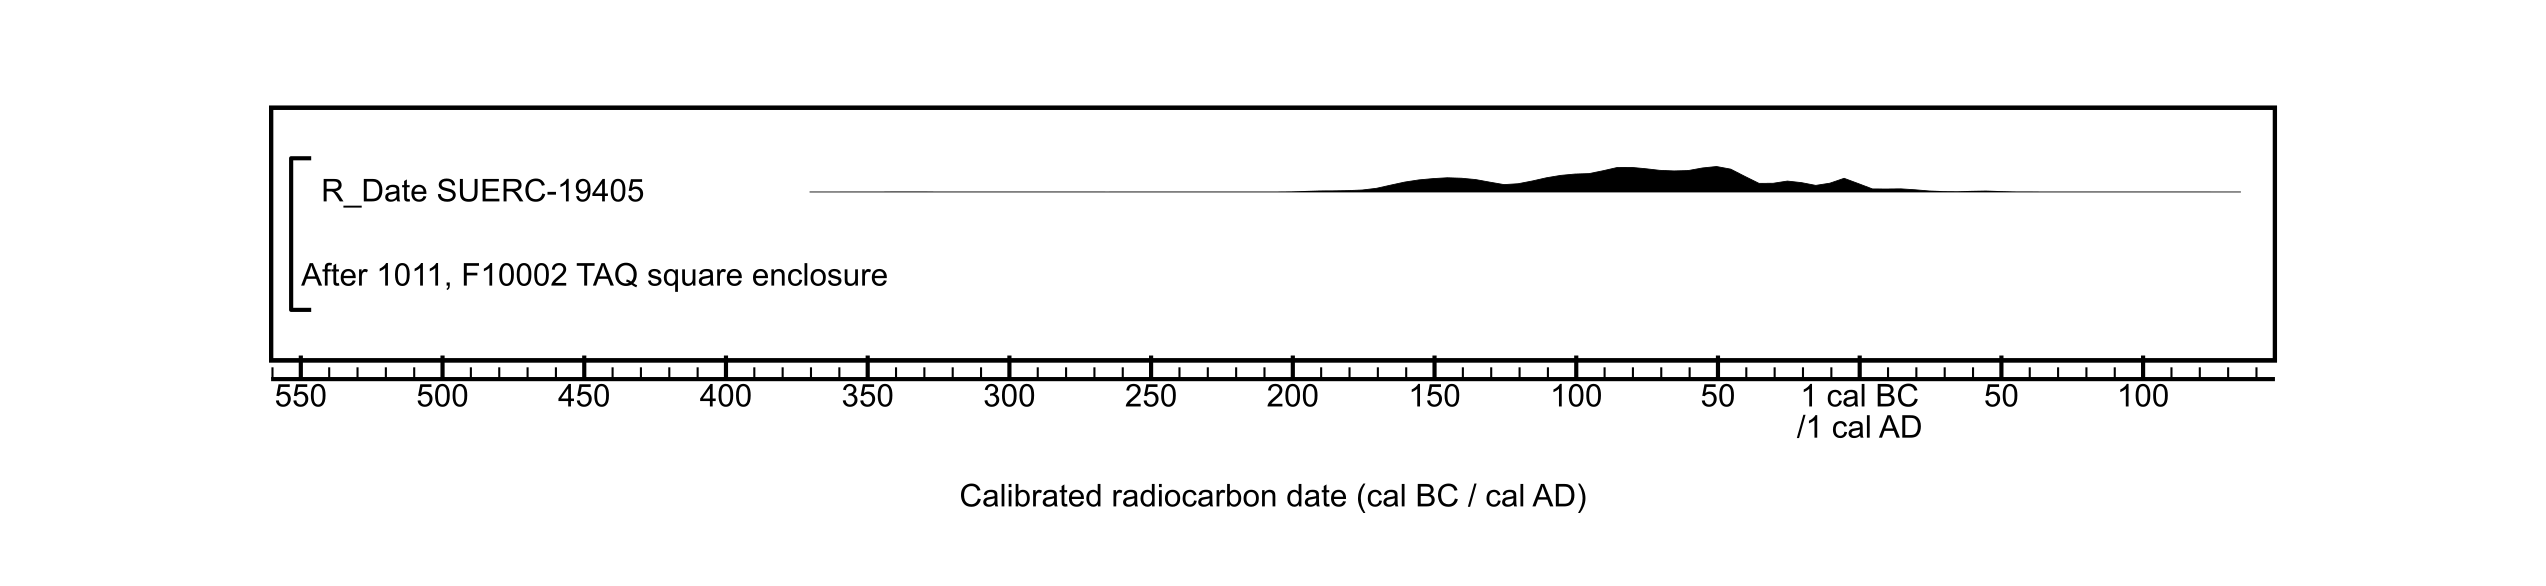 R_Date SUERC-19405
After 1011, F10002 TAQ square enclosure
550 500 450 400 350 300 250 200 150 100 50 1 cal BC 50 100
/1 cal AD
Calibrated radiocarbon date (cal BC / cal AD)